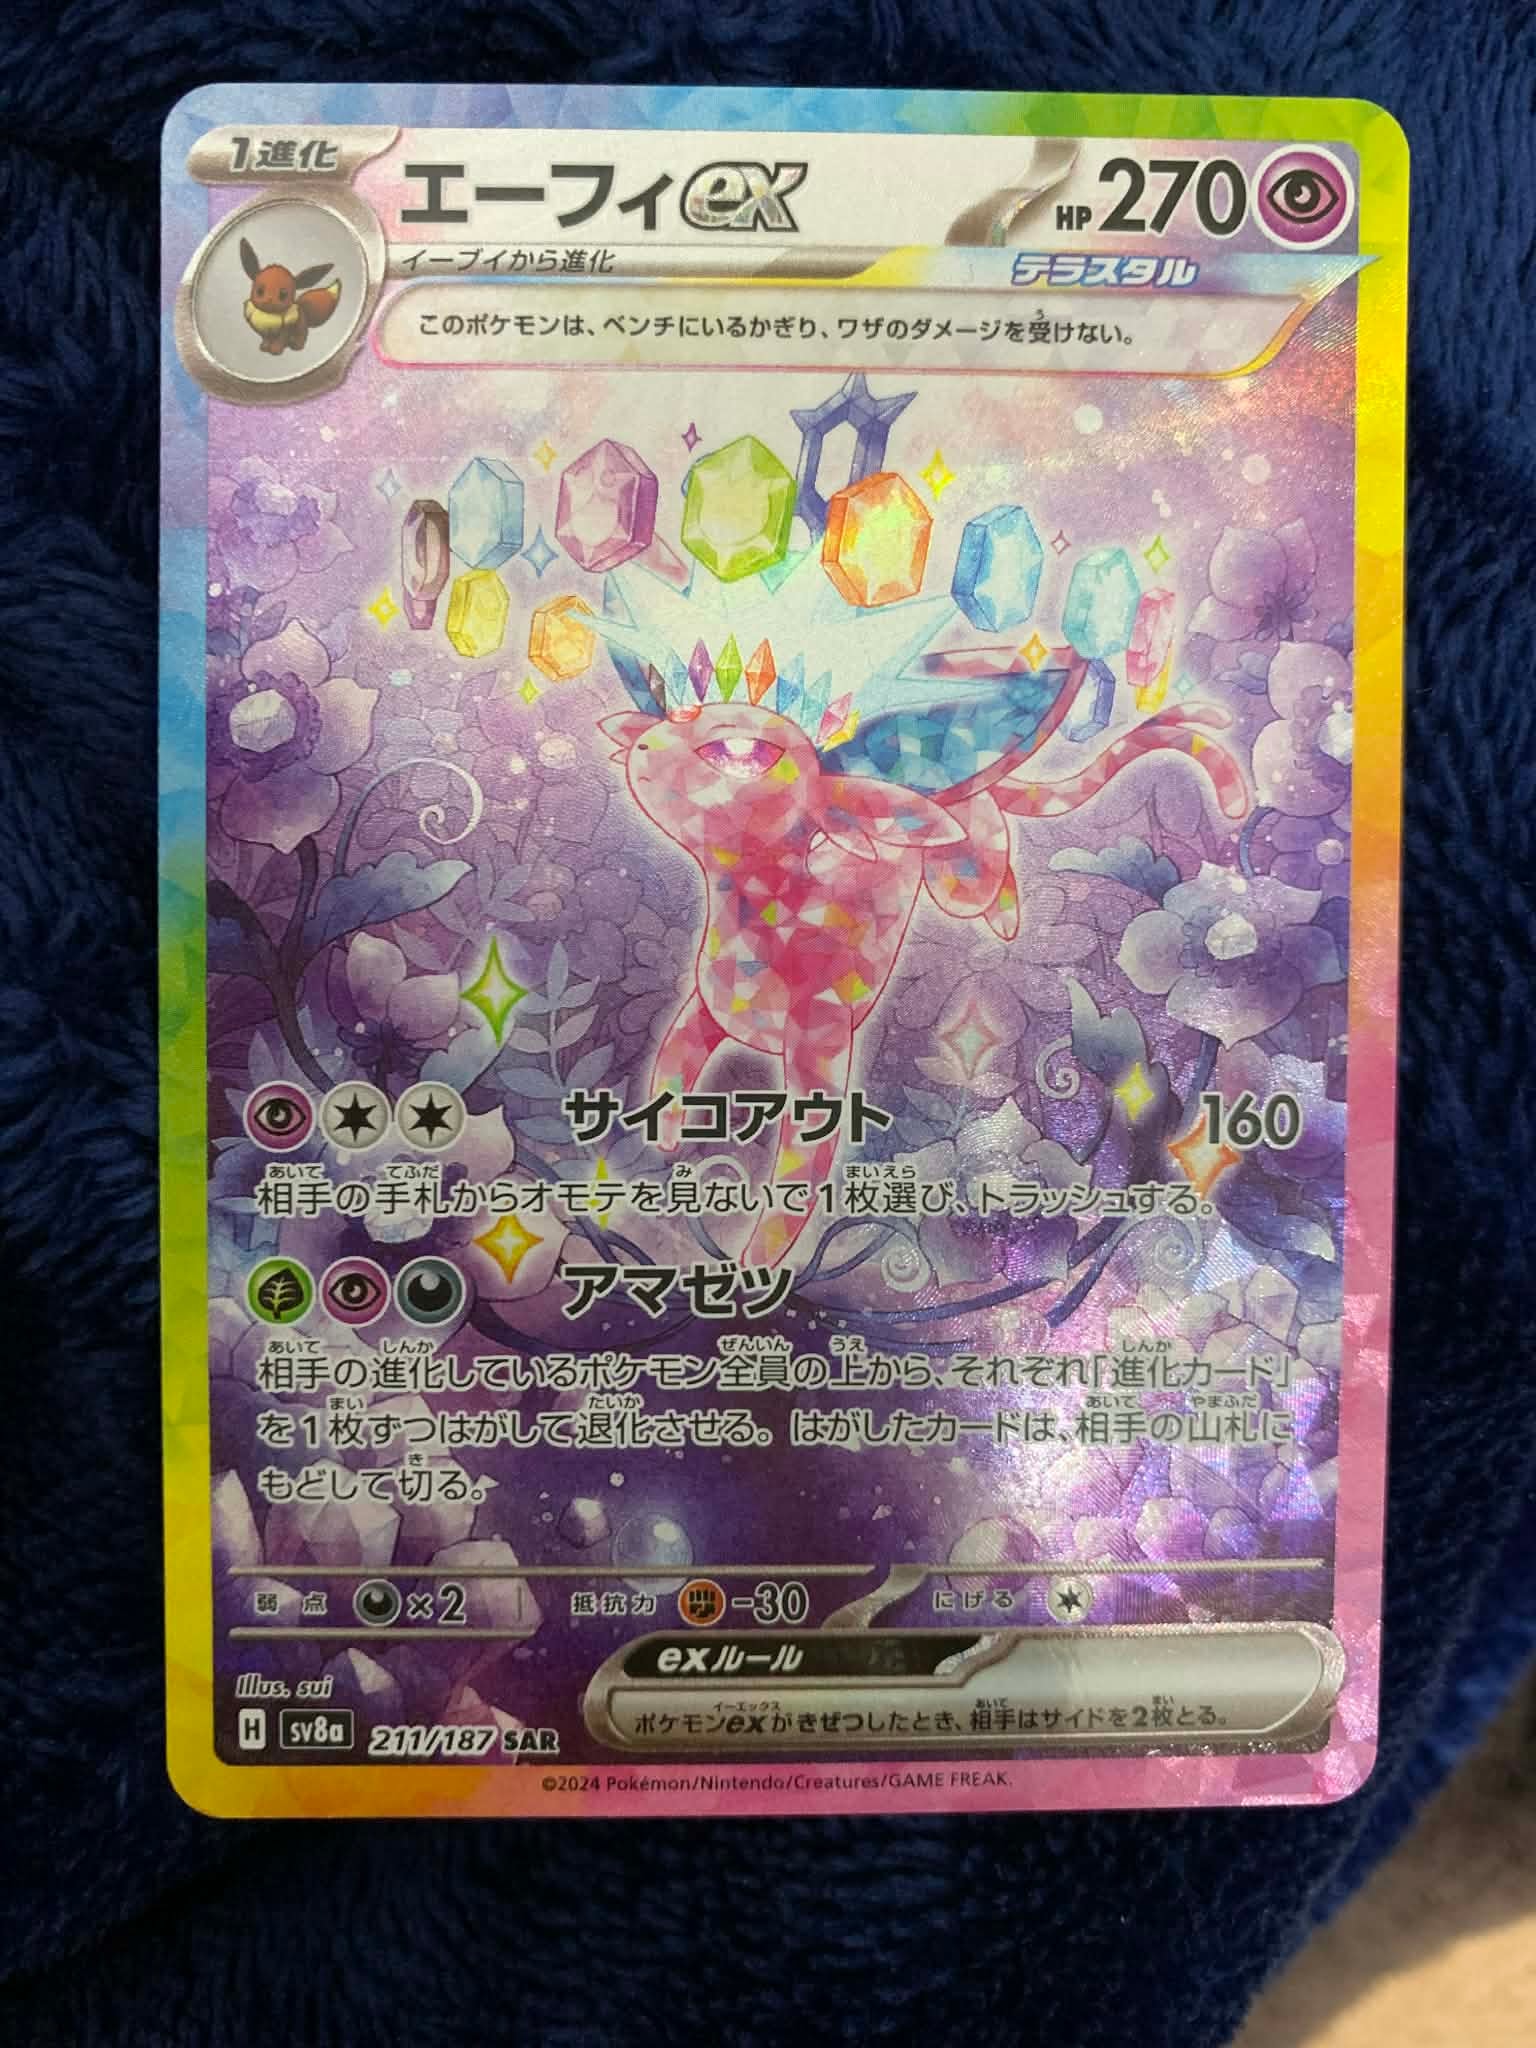 1進化
エーフィex
HP 270
イーブイから進化
テラスタル
このポケモンは、ベンチにいるかぎり、ワザのダメージを受けない。
サイコアウト 160
相手の手札からオモテを見ないで1枚選び、トラッシュする。
アマゼツ
相手の進化しているポケモン全員の上から、それぞれ「進化カード」
を1枚ずつはがして退化させる。はがしたカードは、相手の山札に
もどして切る。
弱点 ×2 抵抗力 -30 にげる
exルール
ポケモンexがきぜつしたとき、相手はサイドを2枚とる。
Illus. sui
H sv8a 211/187 SAR
©2024 Pokémon/Nintendo/Creatures/GAME FREAK.